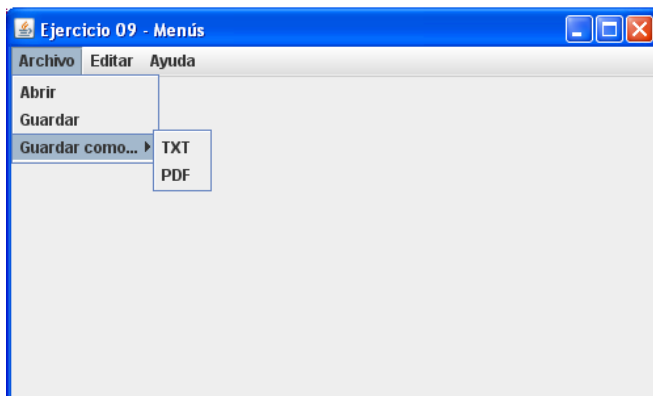 Ejercicio 09 - Menús
Archivo Editar Ayuda
Abrir
Guardar
Guardar como...
TXT
PDF